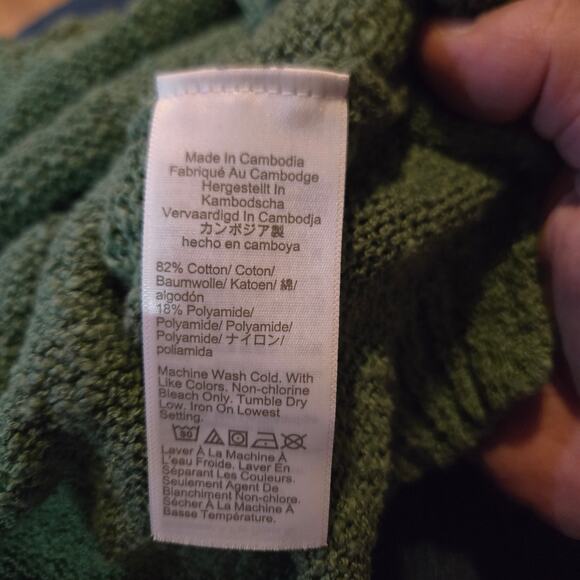 Made In Cambodia
Fabriqué Au Cambodge
Hergestellt In
Kambodscha
Vervaardigd In Cambodja
カンボジア製
hecho en camboya
82% Cotton/ Coton/
Baumwolle/ Katoen/ 綿/
algodón
18% Polyamide/
Polyamide/ Polyamide/
Polyamide/ ナイロン/
poliamida
Machine Wash Cold. With
Like Colors. Non-chlorine
Bleach Only. Tumble Dry
Low. Iron On Lowest
Setting.
30
Laver À La Machine À
L'eau Froide. Laver En
Séparant Les Couleurs.
Seulement Agent De
Blanchiment Non-chlore.
Sécher À La Machine À
Basse Température.